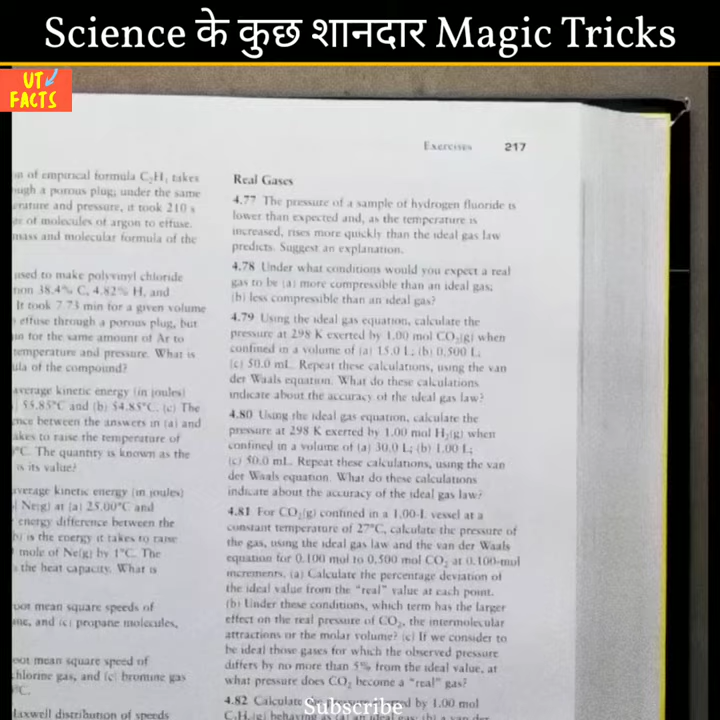 Science के कुछ शानदार Magic Tricks
UT
FACTS
Exercises 217
of empirical formula C₂H₃ takes
through a porous plug; under the same
temperature and pressure, it took 210 s
of molecules of argon to effuse.
mass and molecular formula of the
used to make polyvinyl chloride
38.4% C, 4.82% H, and
It took 7.73 min for a given volume
effuse through a porous plug, but
for the same amount of Ar to
temperature and pressure. What is
of the compound?
average kinetic energy (in joules)
55.85°C and (b) 54.85°C. (c) The
between the answers in (a) and
takes to raise the temperature of
°C. The quantity is known as the
is its value?
average kinetic energy (in joules)
Ne(g) at (a) 25.00°C and
energy difference between the
is the energy it takes to raise
mole of Ne(g) by 1°C. The
the heat capacity. What is
root mean square speeds of
and (c) propane molecules,
root mean square speed of
chlorine gas, and (c) bromine gas
°C.
Maxwell distribution of speeds
Real Gases
4.77 The pressure of a sample of hydrogen fluoride is
lower than expected and, as the temperature is
increased, rises more quickly than the ideal gas law
predicts. Suggest an explanation.
4.78 Under what conditions would you expect a real
gas to be (a) more compressible than an ideal gas;
(b) less compressible than an ideal gas?
4.79 Using the ideal gas equation, calculate the
pressure at 298 K exerted by 1.00 mol CO₂(g) when
confined in a volume of (a) 15.0 L; (b) 0.500 L;
(c) 50.0 mL. Repeat these calculations, using the van
der Waals equation. What do these calculations
indicate about the accuracy of the ideal gas law?
4.80 Using the ideal gas equation, calculate the
pressure at 298 K exerted by 1.00 mol H₂(g) when
confined in a volume of (a) 30.0 L; (b) 1.00 L;
(c) 50.0 mL. Repeat these calculations, using the van
der Waals equation. What do these calculations
indicate about the accuracy of the ideal gas law?
4.81 For CO₂(g) confined in a 1.00-L vessel at a
constant temperature of 27°C, calculate the pressure of
the gas, using the ideal gas law and the van der Waals
equation for 0.100 mol to 0.500 mol CO₂ at 0.100-mol
increments. (a) Calculate the percentage deviation of
the ideal value from the "real" value at each point.
(b) Under these conditions, which term has the larger
effect on the real pressure of CO₂, the intermolecular
attractions or the molar volume? (c) If we consider to
be ideal those gases for which the observed pressure
differs by no more than 5% from the ideal value, at
what pressure does CO₂ become a "real" gas?
4.82 Calculate ed by 1.00 mol
behaving as (a) an ideal gas; (b) a van der
Subscribe